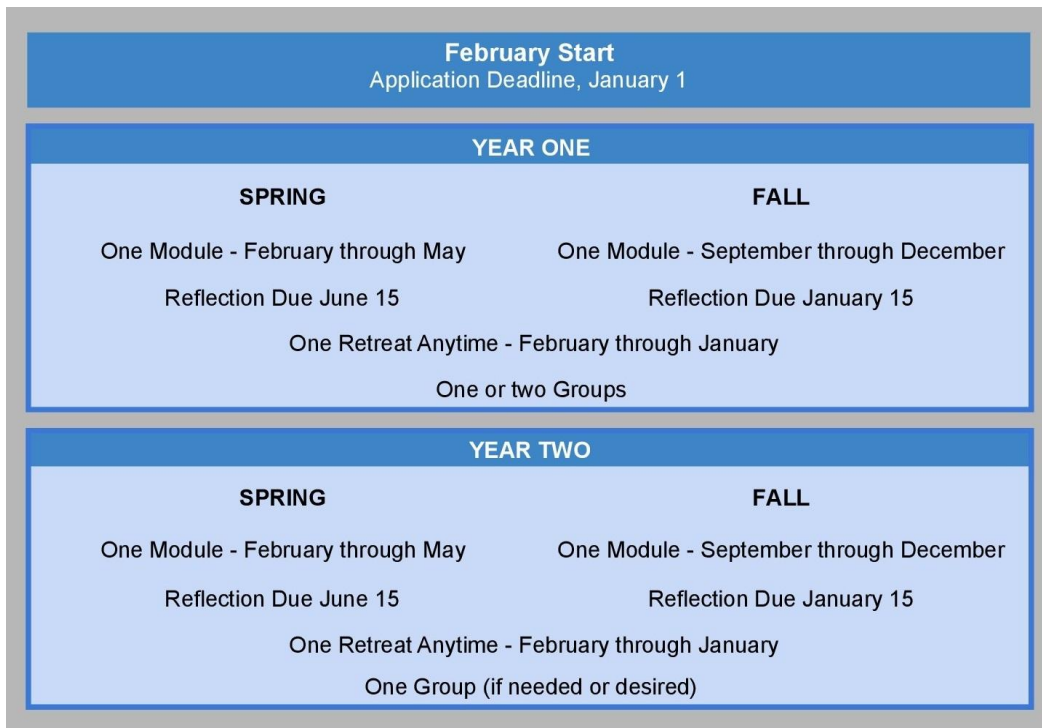 February Start
Application Deadline, January 1
YEAR ONE
SPRING
FALL
One Module - February through May
One Module - September through December
Reflection Due June 15
Reflection Due January 15
One Retreat Anytime - February through January
One or two Groups
YEAR TWO
SPRING
FALL
One Module - February through May
One Module - September through December
Reflection Due June 15
Reflection Due January 15
One Retreat Anytime - February through January
One Group (if needed or desired)